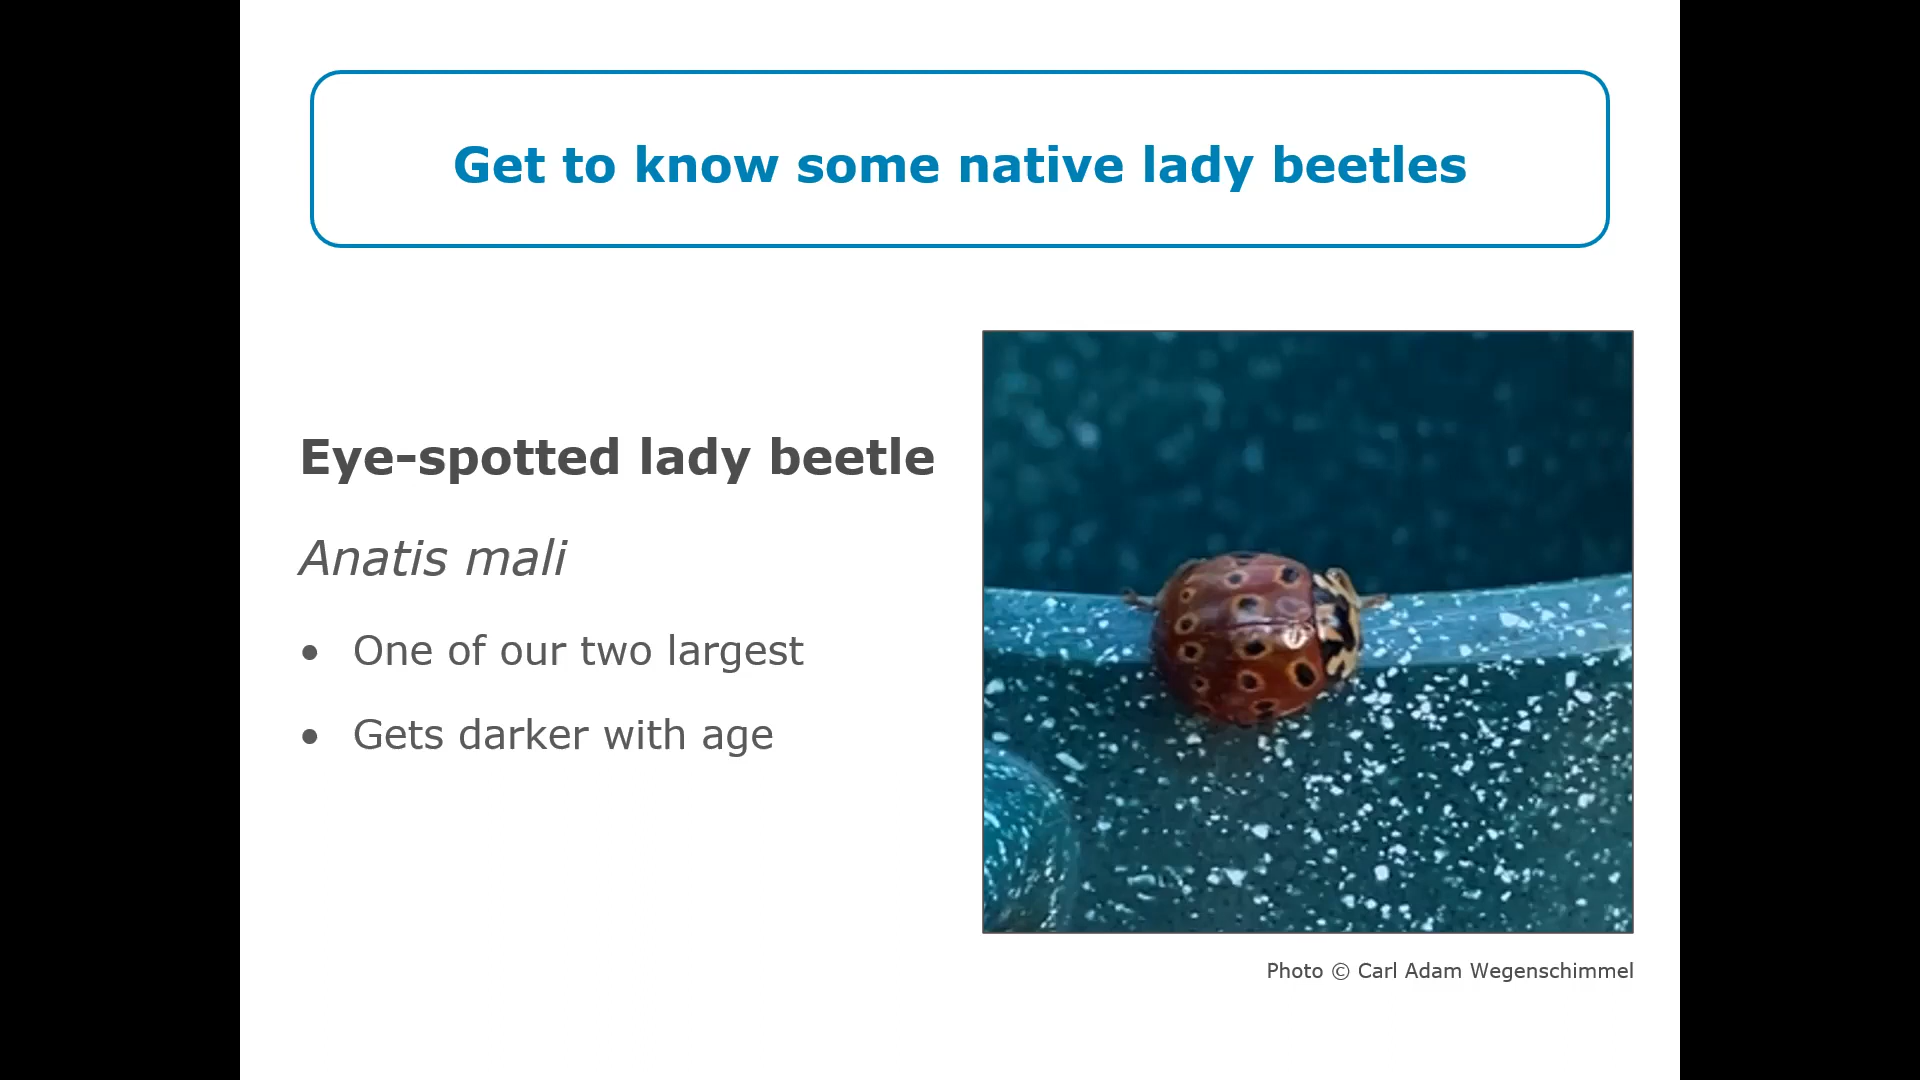 Get to know some native lady beetles
Eye-spotted lady beetle
Anatis mali
• One of our two largest
• Gets darker with age
Photo © Carl Adam Wegenschimmel